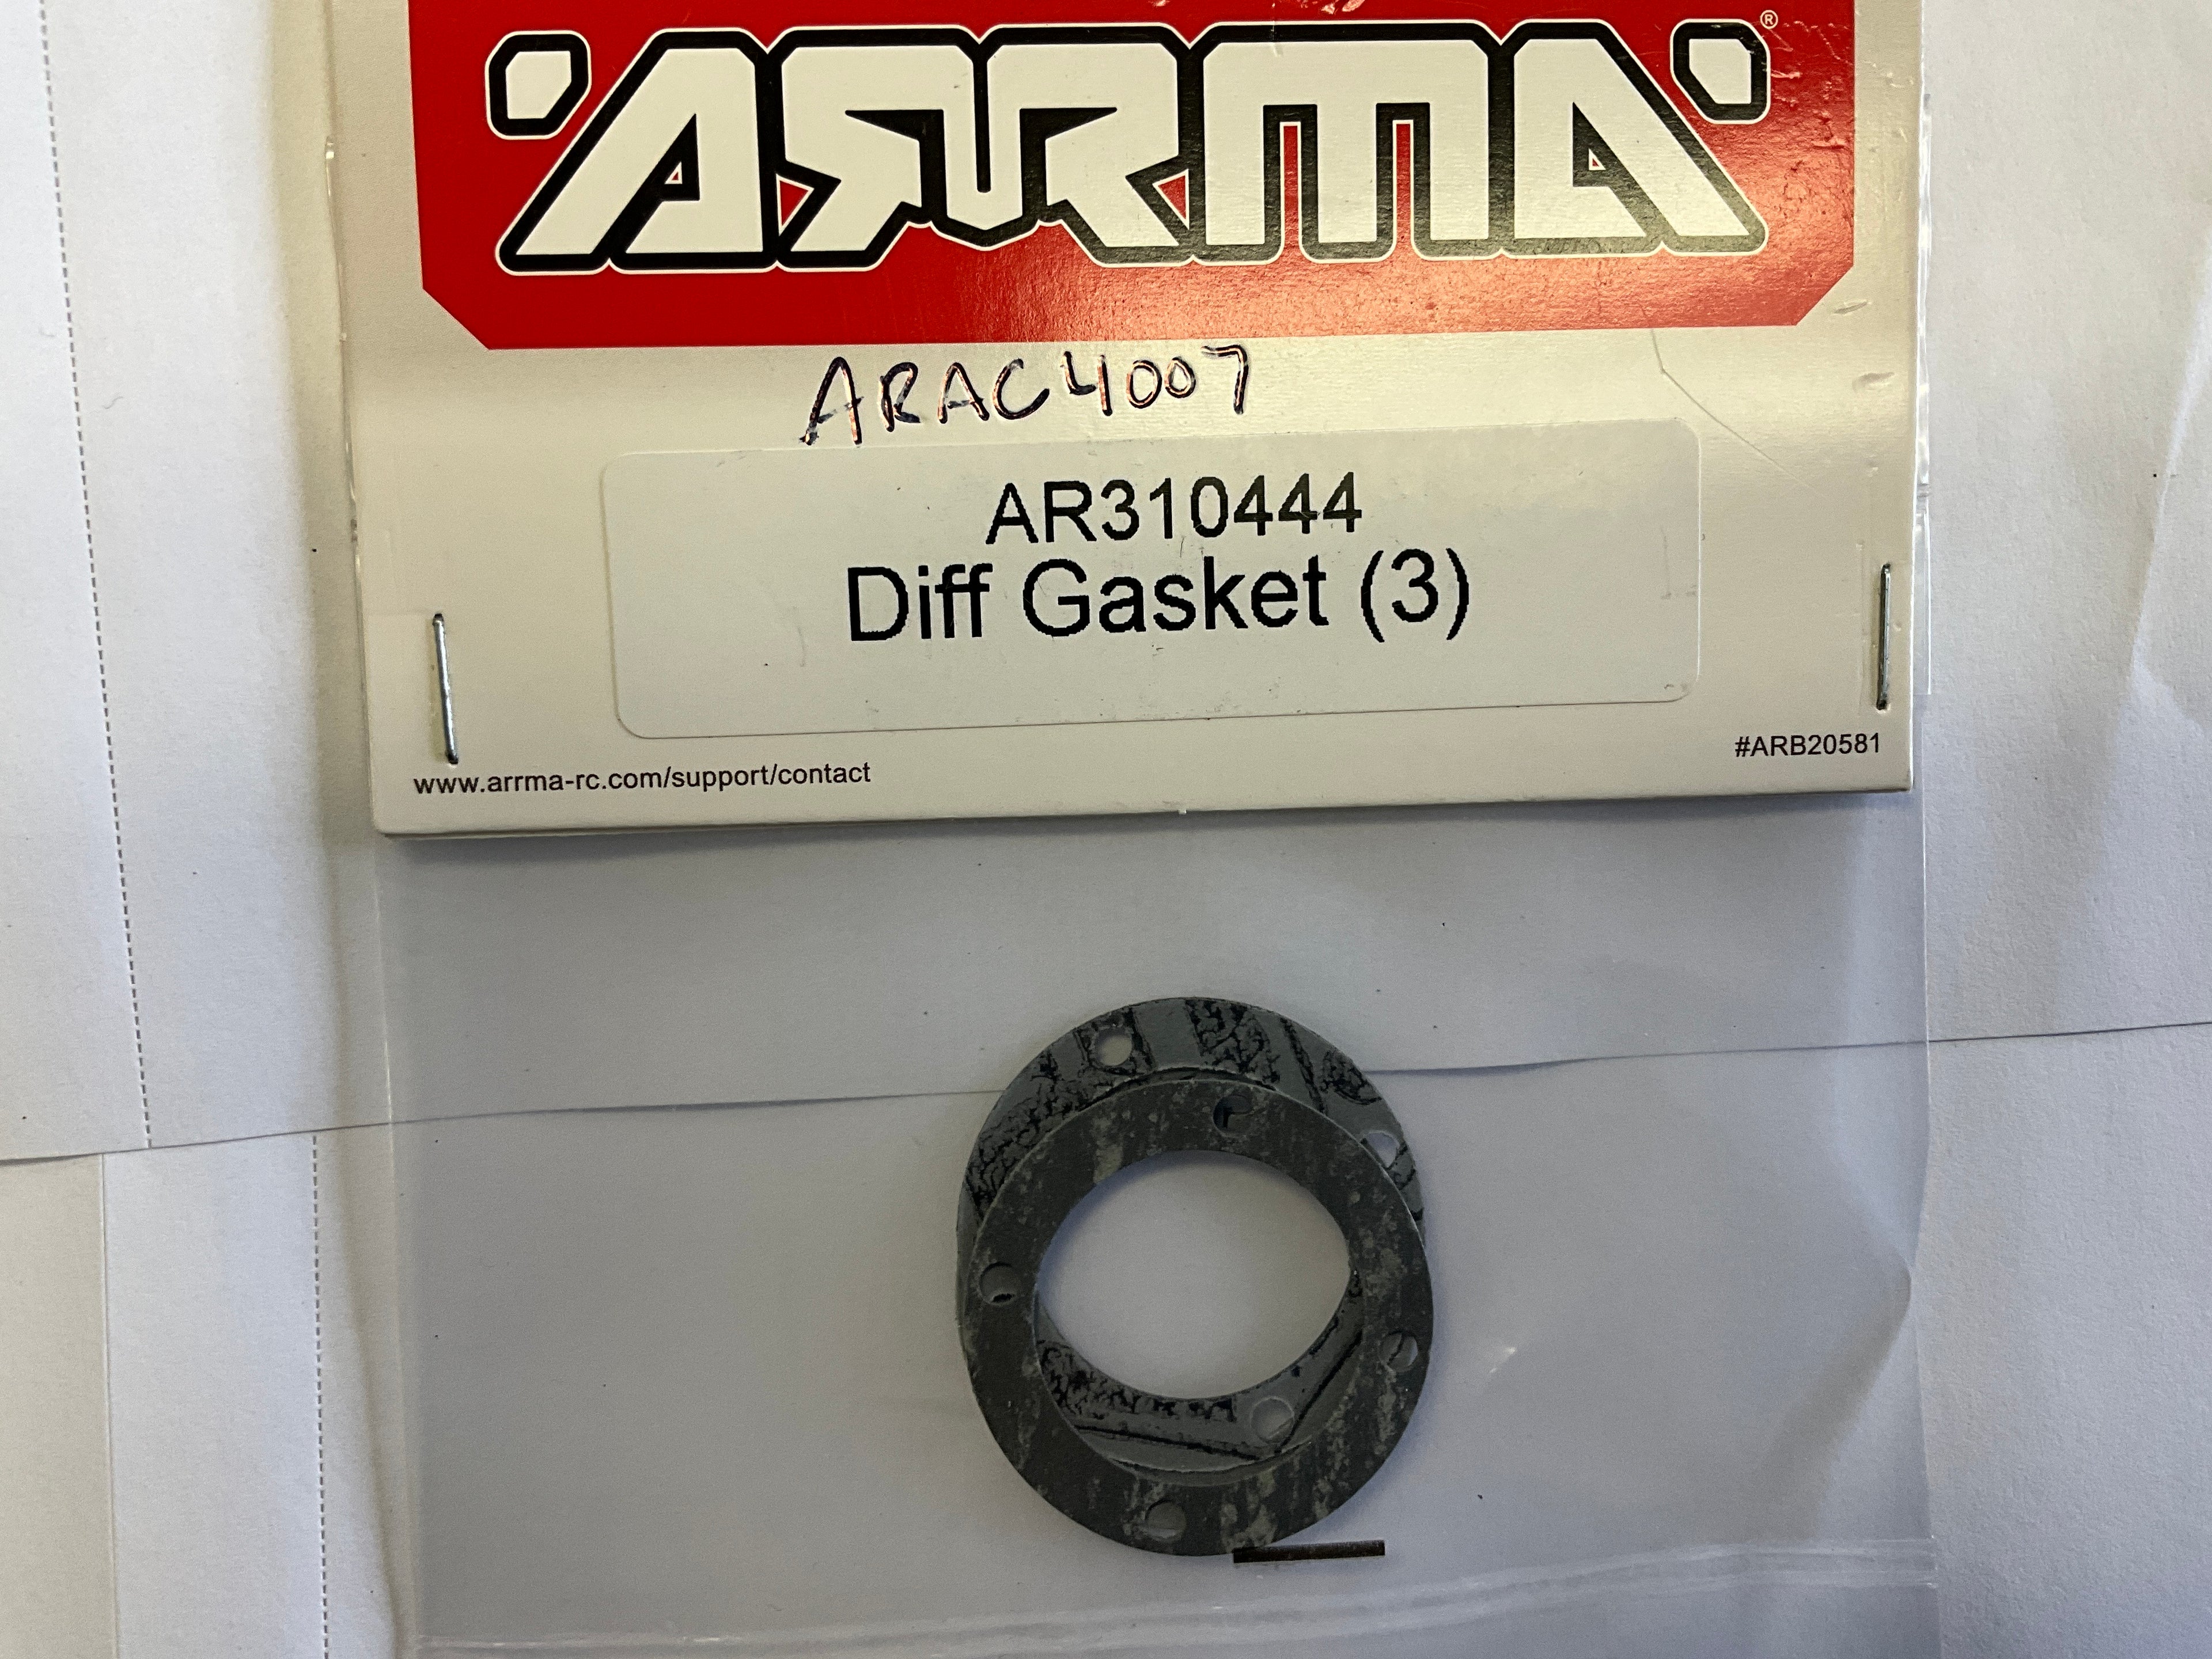 ARRMA®
ARAC4007
AR310444
Diff Gasket (3)
#ARB20581
www.arrma-rc.com/support/contact